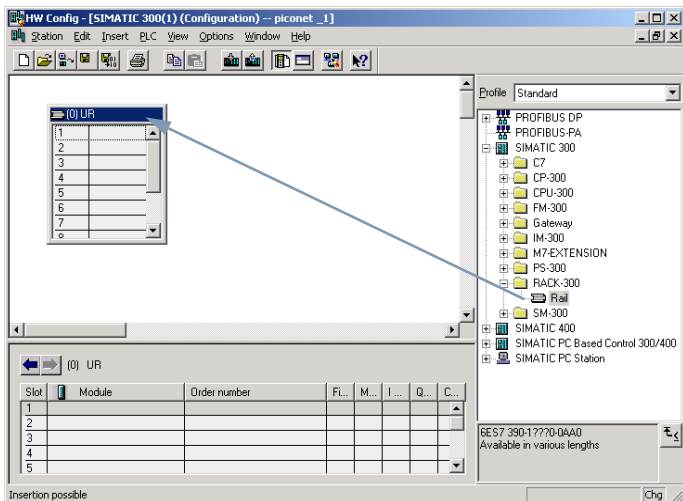 HW Config - [SIMATIC 300(1) (Configuration) -- piconet _1]
Station Edit Insert PLC View Options Window Help
(0) UR
1
2
3
4
5
6
7
8
Profile Standard
PROFIBUS DP
PROFIBUS-PA
SIMATIC 300
C7
CP-300
CPU-300
FM-300
Gateway
IM-300
M7-EXTENSION
PS-300
RACK-300
Rail
SM-300
SIMATIC 400
SIMATIC PC Based Control 300/400
SIMATIC PC Station
(0) UR
Slot Module Order number Fi... M... I ... Q... C...
1
2
3
4
5
6ES7 390-1???0-0AA0
Available in various lengths
Insertion possible Chg